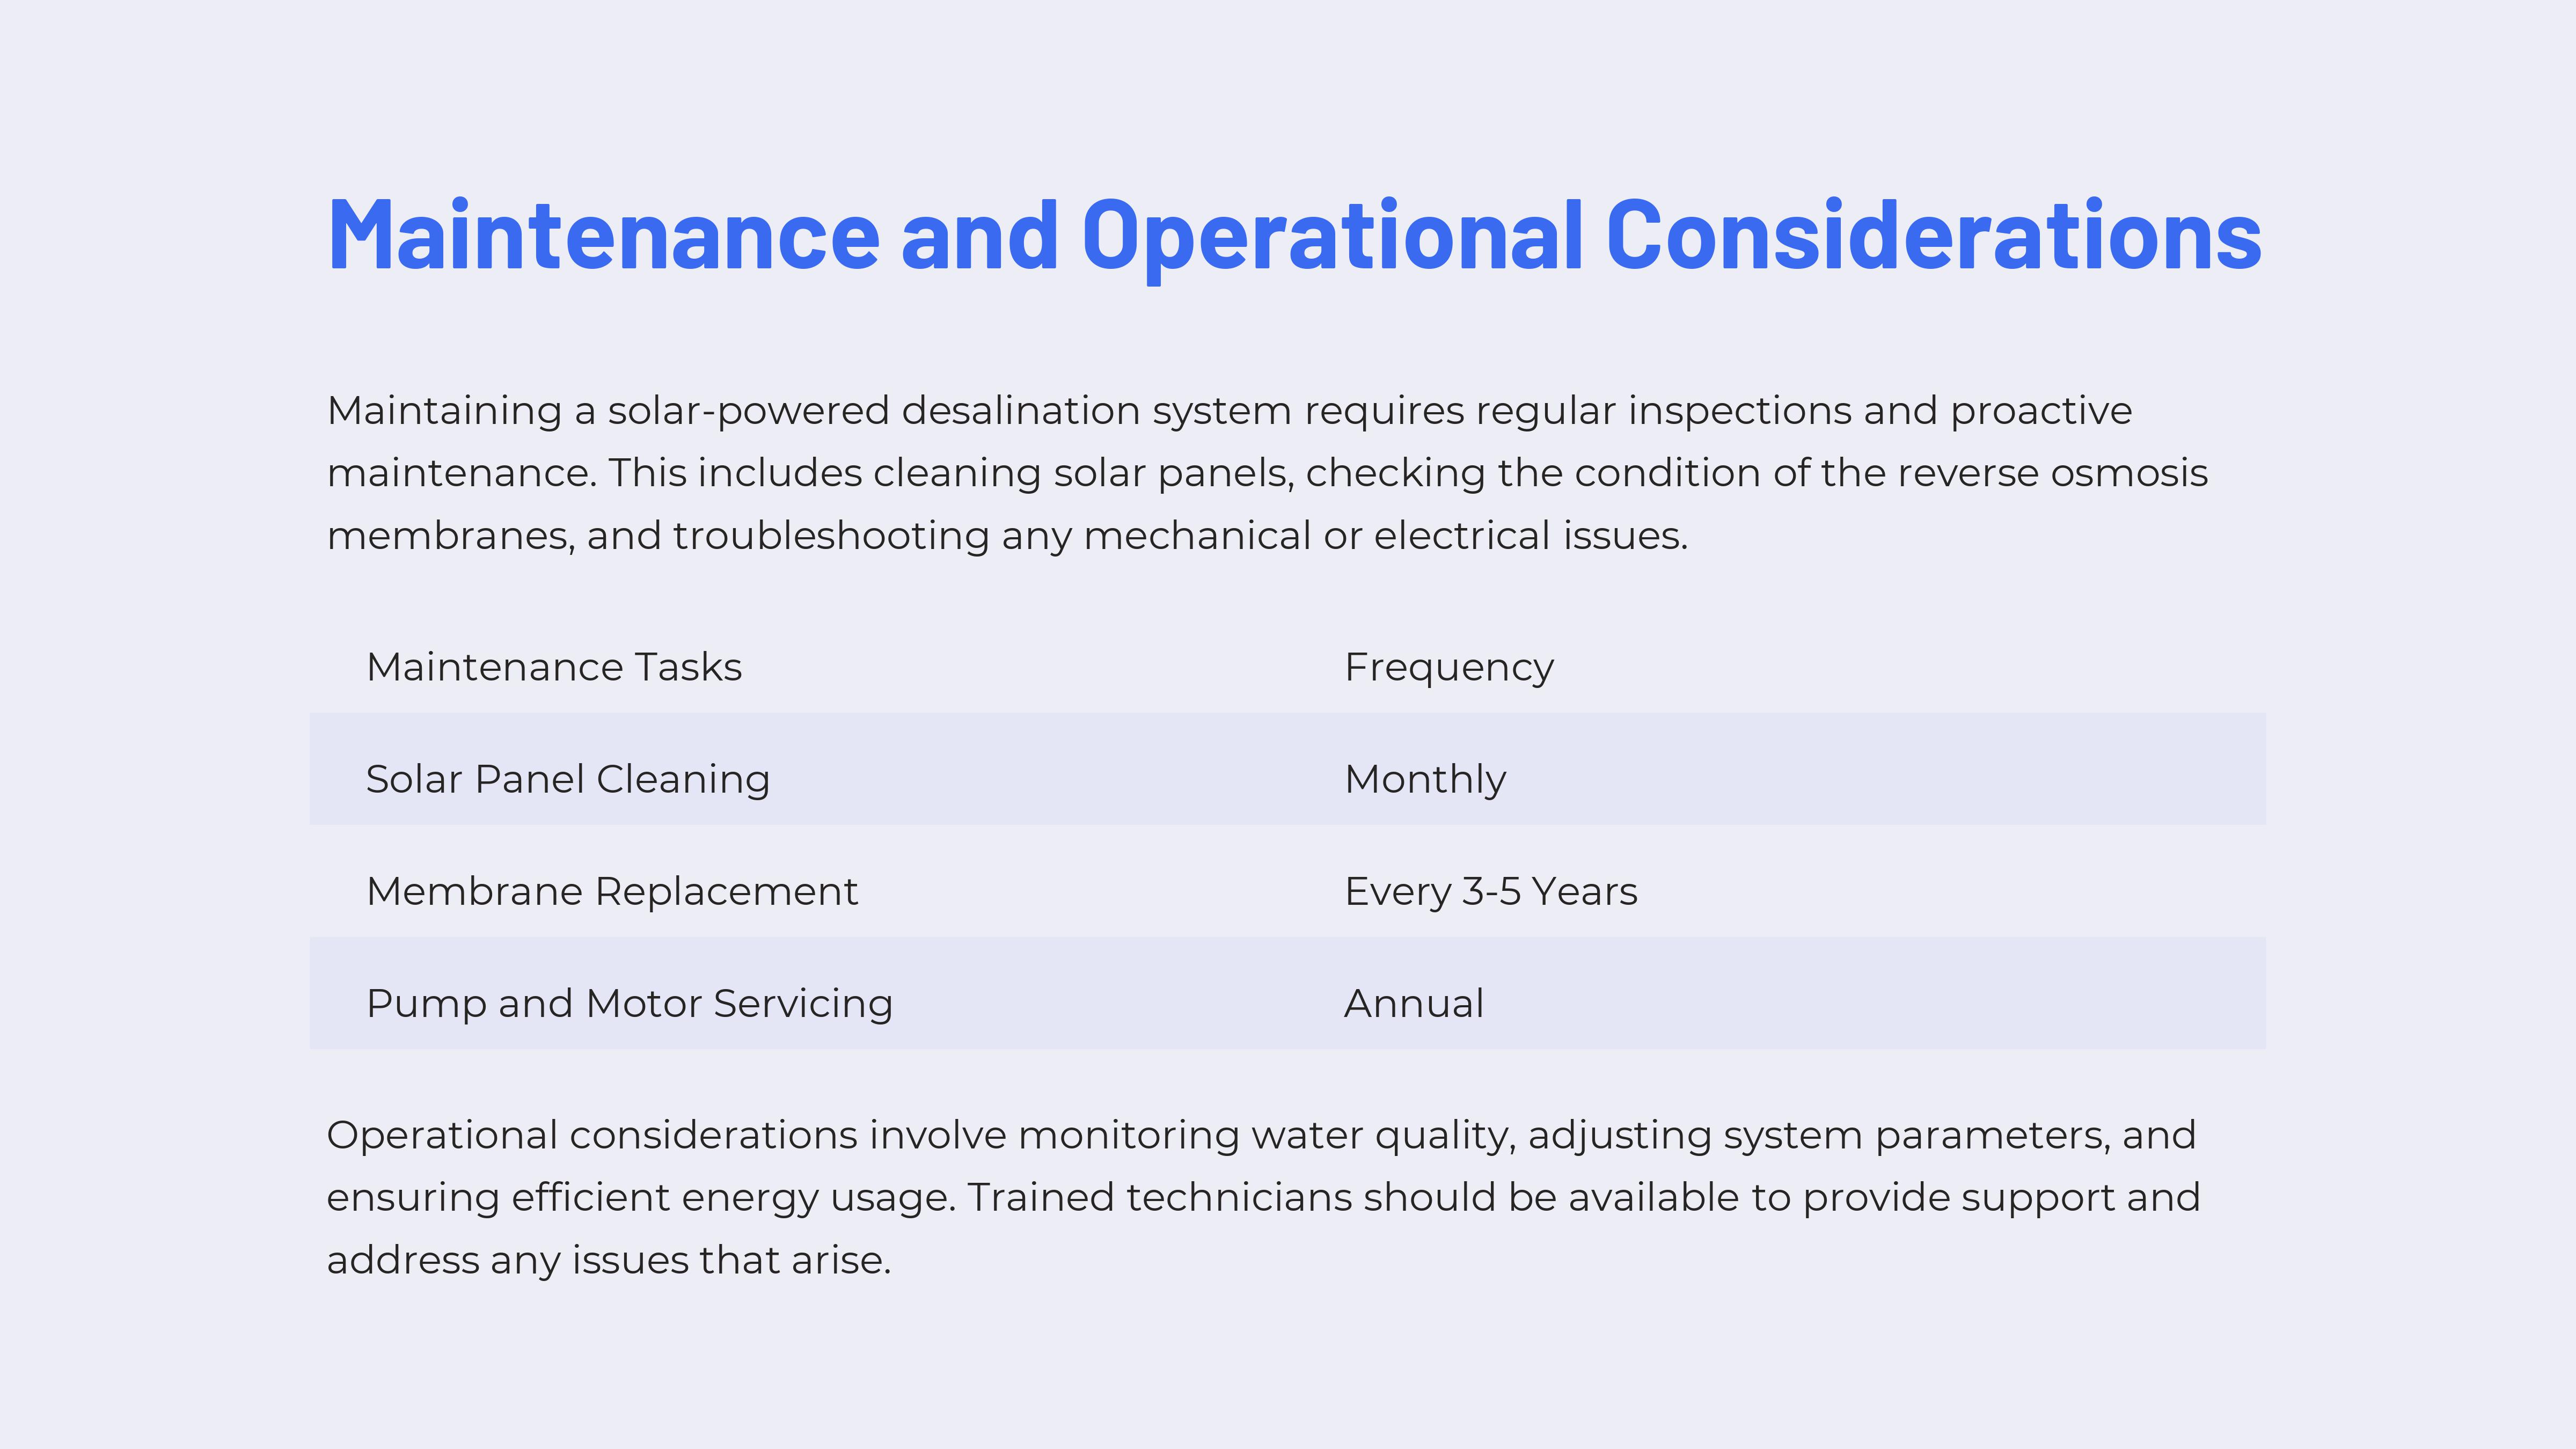 Maintenance and Operational Considerations
Maintaining a solar-powered desalination system requires regular inspections and proactive
maintenance. This includes cleaning solar panels, checking the condition of the reverse osmosis
membranes, and troubleshooting any mechanical or electrical issues.
Maintenance Tasks Frequency
Solar Panel Cleaning Monthly
Membrane Replacement Every 3-5 Years
Pump and Motor Servicing Annual
Operational considerations involve monitoring water quality, adjusting system parameters, and
ensuring efficient energy usage. Trained technicians should be available to provide support and
address any issues that arise.